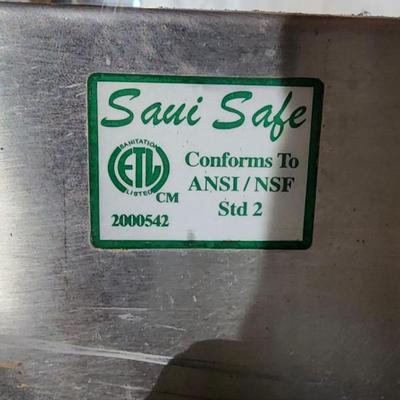 Sani Safe
SANITATION
ETL
LISTED
CM
2000542
Conforms To
ANSI / NSF
Std 2